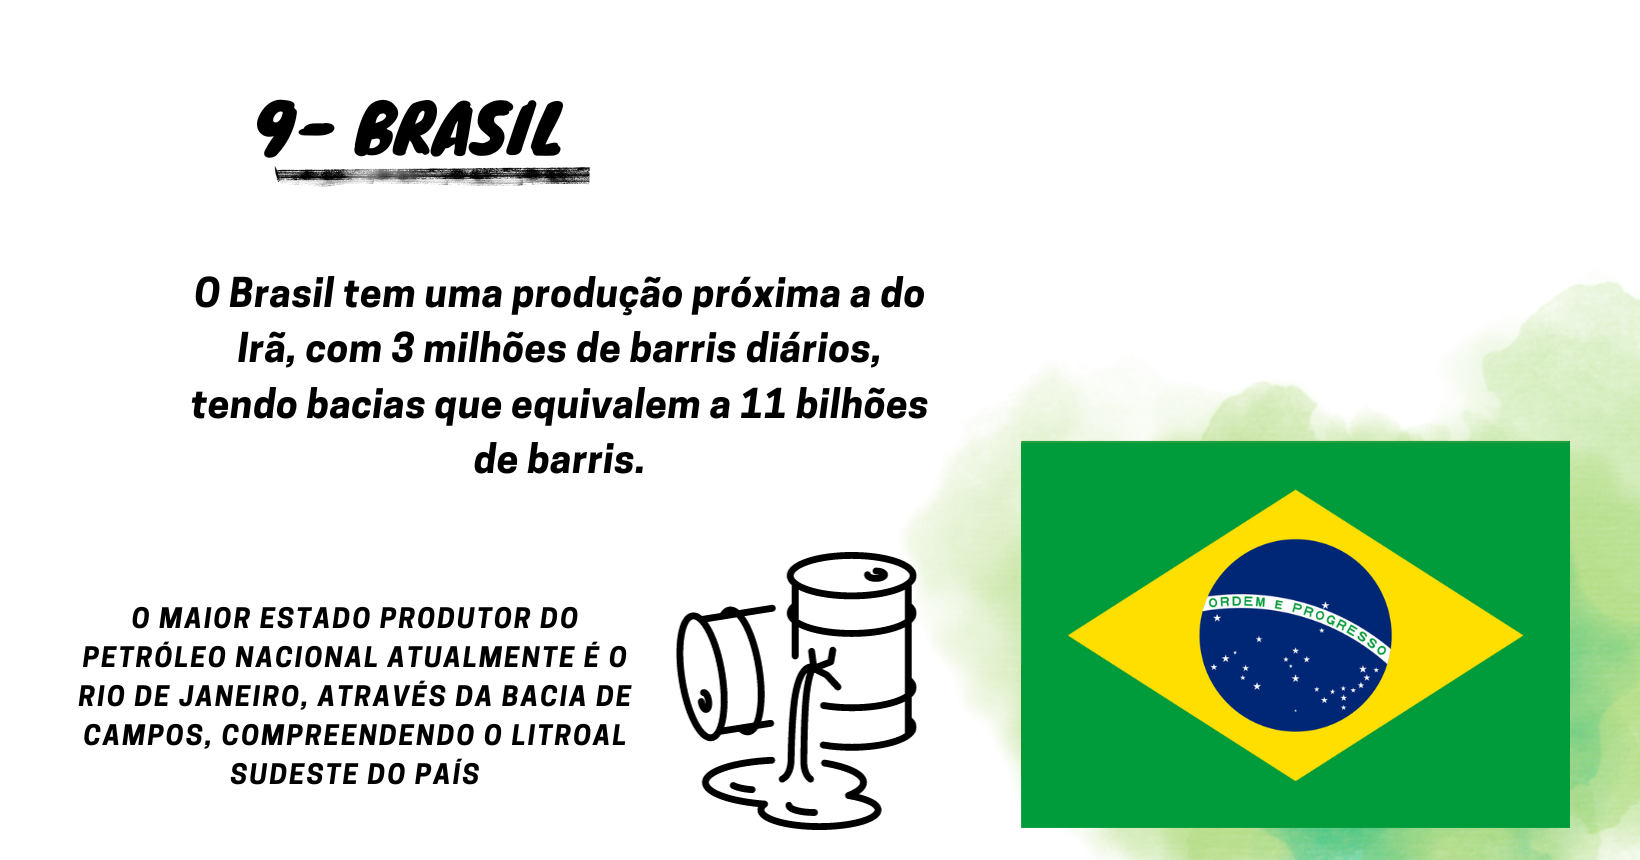 9- BRASIL
O Brasil tem uma produção próxima a do
Irã, com 3 milhões de barris diários,
tendo bacias que equivalem a 11 bilhões
de barris.
O MAIOR ESTADO PRODUTOR DO
PETRÓLEO NACIONAL ATUALMENTE É O
RIO DE JANEIRO, ATRAVÉS DA BACIA DE
CAMPOS, COMPREENDENDO O LITROAL
SUDESTE DO PAÍS
ORDEM E PROGRESSO